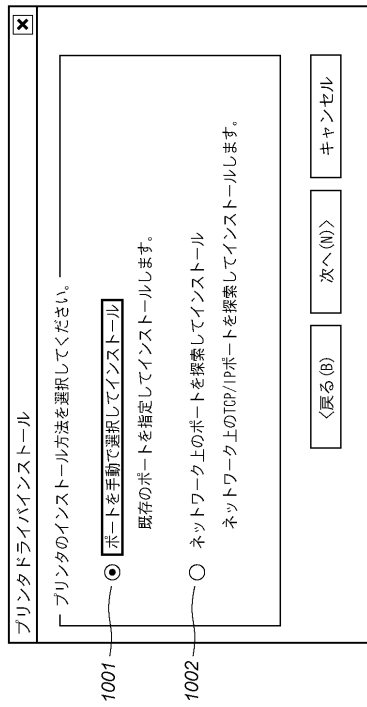 プリンタドライバインストール
プリンタのインストール方法を選択してください。
1001
ポートを手動で選択してインストール
既存のポートを指定してインストールします。
1002
ネットワーク上のポートを探索してインストール
ネットワーク上のTCP/IPポートを探索してインストールします。
〈戻る(B)
次へ(N)〉
キャンセル